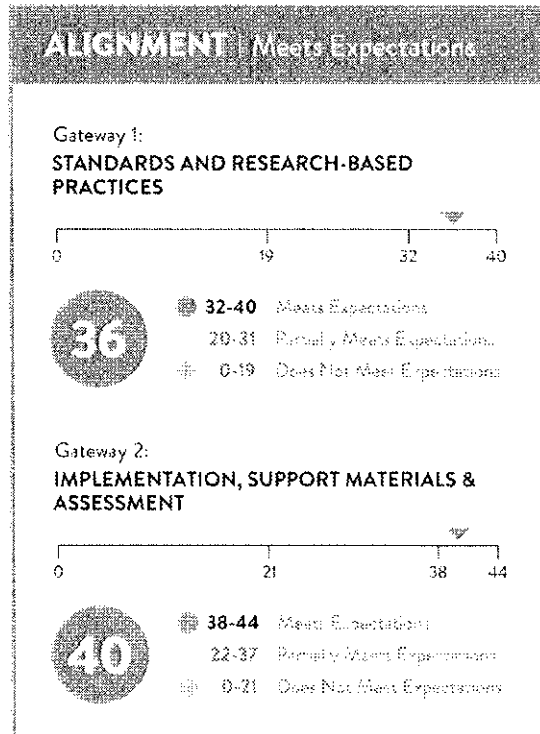 ALIGNMENT | Meets Expectations
Gateway 1:
STANDARDS AND RESEARCH-BASED
PRACTICES
0 19 32 40
36
32-40 Meets Expectations
20-31 Partially Meets Expectations
0-19 Does Not Meet Expectations
Gateway 2:
IMPLEMENTATION, SUPPORT MATERIALS &
ASSESSMENT
0 21 38 44
40
38-44 Meets Expectations
22-37 Partially Meets Expectations
0-21 Does Not Meet Expectations